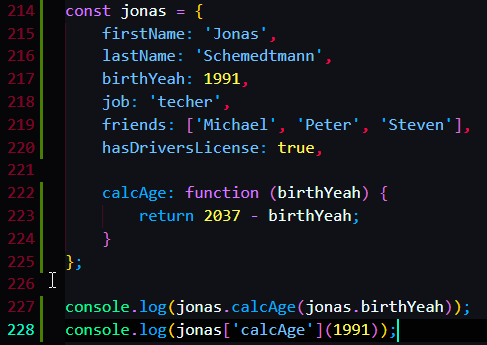 214 const jonas = {
215 firstName: 'Jonas',
216 lastName: 'Schemedtmann',
217 birthYeah: 1991,
218 job: 'techer',
219 friends: ['Michael', 'Peter', 'Steven'],
220 hasDriversLicense: true,
221
222 calcAge: function (birthYeah) {
223 return 2037 - birthYeah;
224 }
225 };
226
227 console.log(jonas.calcAge(jonas.birthYeah));
228 console.log(jonas['calcAge'](1991));